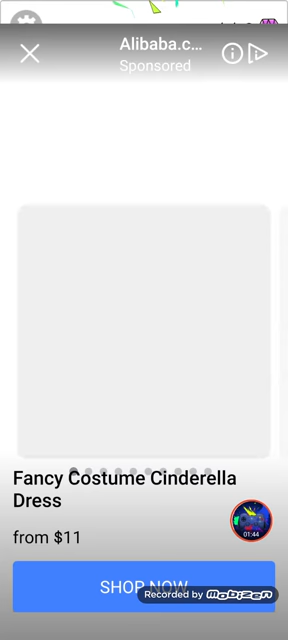 Alibaba.c...
Sponsored
Fancy Costume Cinderella
Dress
from $11
01:44
SHOP NOW
Recorded by mobizen